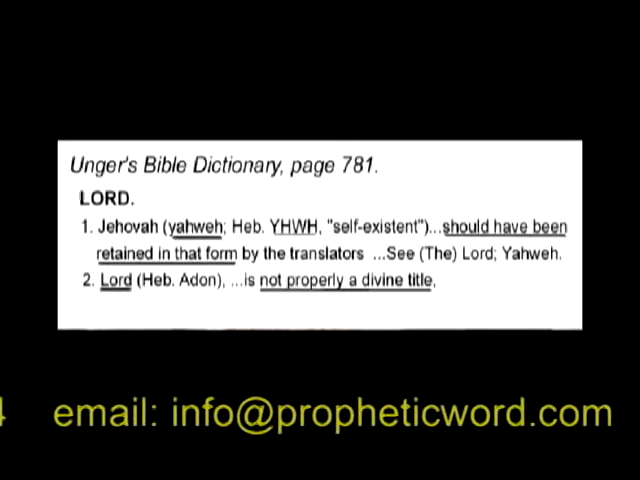 Unger's Bible Dictionary, page 781.
LORD.
1. Jehovah (yahweh; Heb. YHWH, "self-existent")...should have been
retained in that form by the translators ...See (The) Lord; Yahweh.
2. Lord (Heb. Adon), ...is not properly a divine title,
4 email: info@propheticword.com